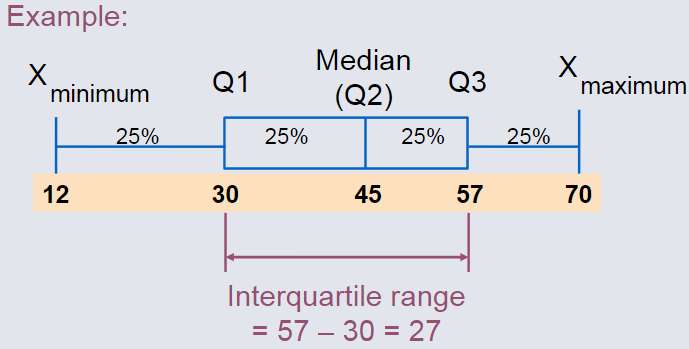 Example:
X minimum
Q1
Median
(Q2)
Q3
X maximum
25%
25%
25%
25%
12
30
45
57
70
Interquartile range
= 57 – 30 = 27